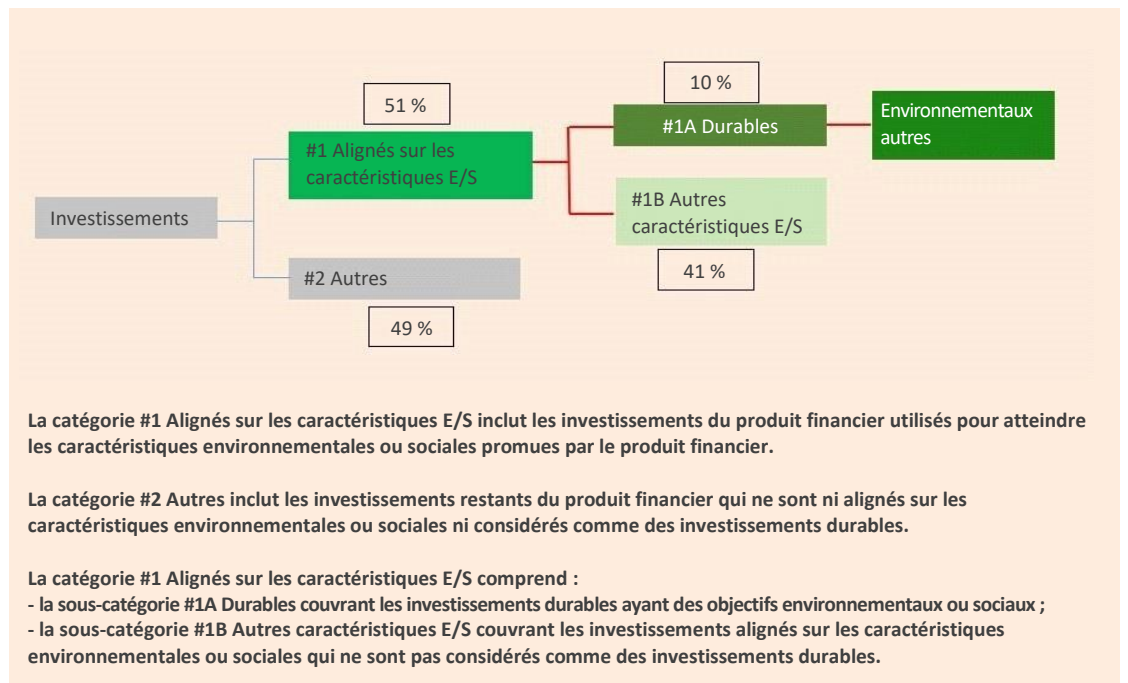 10 %
51 %
Environnementaux
autres
#1A Durables
#1 Alignés sur les
caractéristiques E/S
#1B Autres
caractéristiques E/S
Investissements
#2 Autres
41 %
49 %
La catégorie #1 Alignés sur les caractéristiques E/S inclut les investissements du produit financier utilisés pour atteindre
les caractéristiques environnementales ou sociales promues par le produit financier.
La catégorie #2 Autres inclut les investissements restants du produit financier qui ne sont ni alignés sur les
caractéristiques environnementales ou sociales ni considérés comme des investissements durables.
La catégorie #1 Alignés sur les caractéristiques E/S comprend :
- la sous-catégorie #1A Durables couvrant les investissements durables ayant des objectifs environnementaux ou sociaux ;
- la sous-catégorie #1B Autres caractéristiques E/S couvrant les investissements alignés sur les caractéristiques
environnementales ou sociales qui ne sont pas considérés comme des investissements durables.